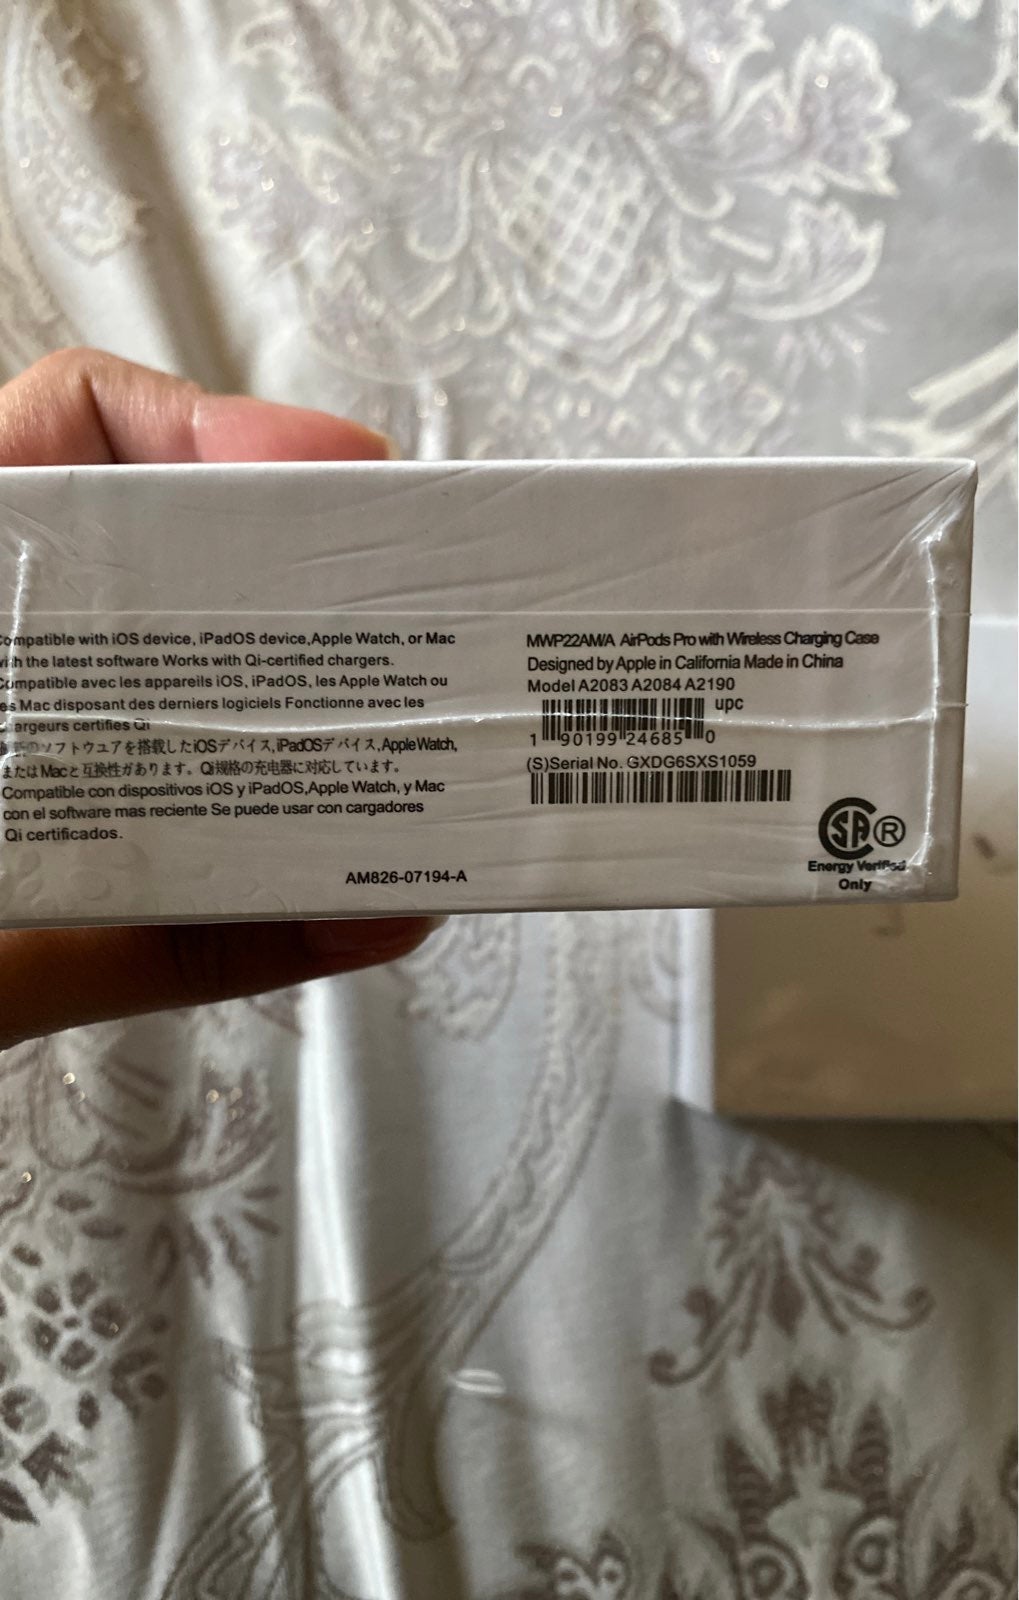 Compatible with iOS device, iPadOS device,Apple Watch, or Mac
with the latest software Works with Qi-certified chargers.
Compatible avec les appareils iOS, iPadOS, les Apple Watch ou
les Mac disposant des derniers logiciels Fonctionne avec les
chargeurs certifies Qi
のソフトウエアを搭載したiOSデバイス,iPadOSデバイス,AppleWatch,
またはMacと互換性があります。Qi規格の充電器に対応しています。
Compatible con dispositivos iOS y iPadOS,Apple Watch, y Mac
con el software mas reciente Se puede usar con cargadores
Qi certificados.
AM826-07194-A
MWP22AM/A AirPods Pro with Wireless Charging Case
Designed by Apple in California Made in China
Model A2083 A2084 A2190
upc
1 90199 24685 0
(S)Serial No. GXDG6SXS1059
SA ®
Energy Verified
Only